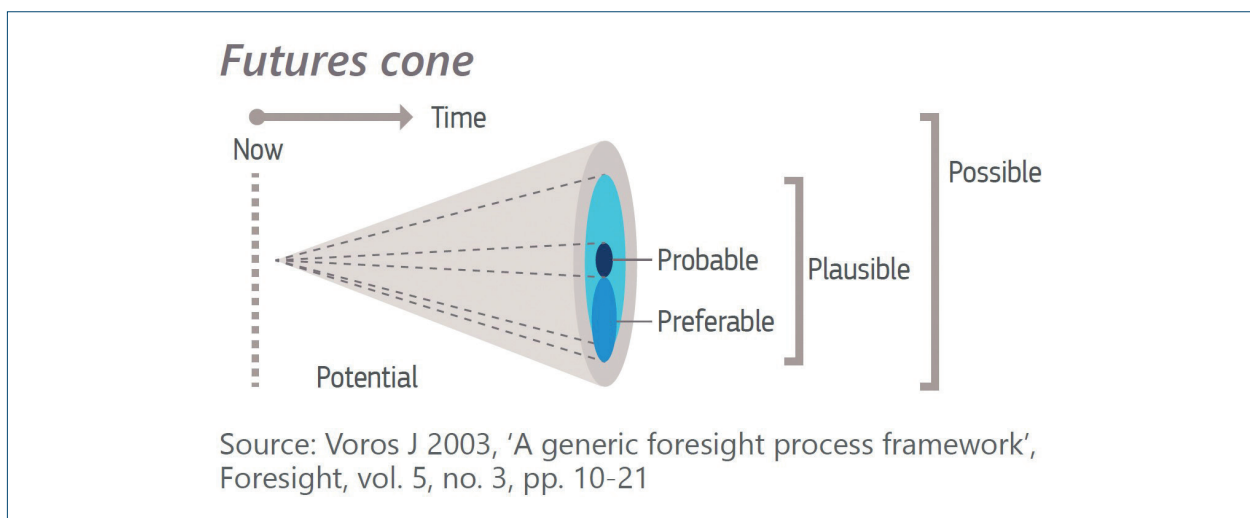 Futures cone
Time
Now
Possible
Probable
Plausible
Preferable
Potential
Source: Voros J 2003, ‘A generic foresight process framework’,
Foresight, vol. 5, no. 3, pp. 10-21